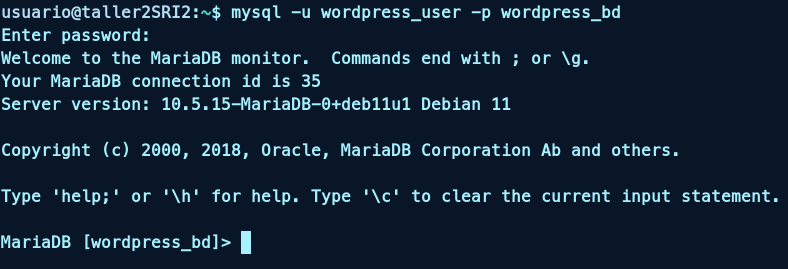 usuario@taller2SRI2:~$ mysql -u wordpress_user -p wordpress_bd
Enter password:
Welcome to the MariaDB monitor.  Commands end with ; or \g.
Your MariaDB connection id is 35
Server version: 10.5.15-MariaDB-0+deb11u1 Debian 11
Copyright (c) 2000, 2018, Oracle, MariaDB Corporation Ab and others.
Type 'help;' or '\h' for help. Type '\c' to clear the current input statement.
MariaDB [wordpress_bd]>